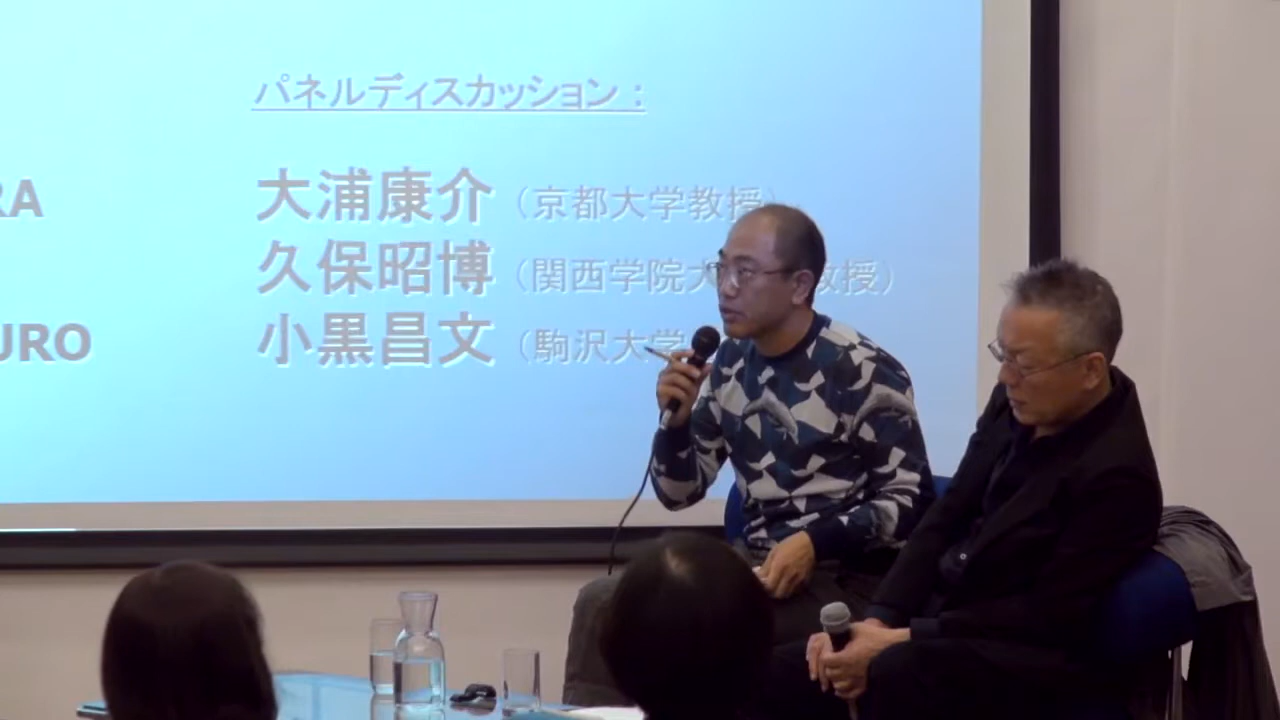 パネルディスカッション：
RA
大浦康介（京都大学教授）
久保昭博（関西学院大 教授）
URO
小黒昌文（駒沢大学